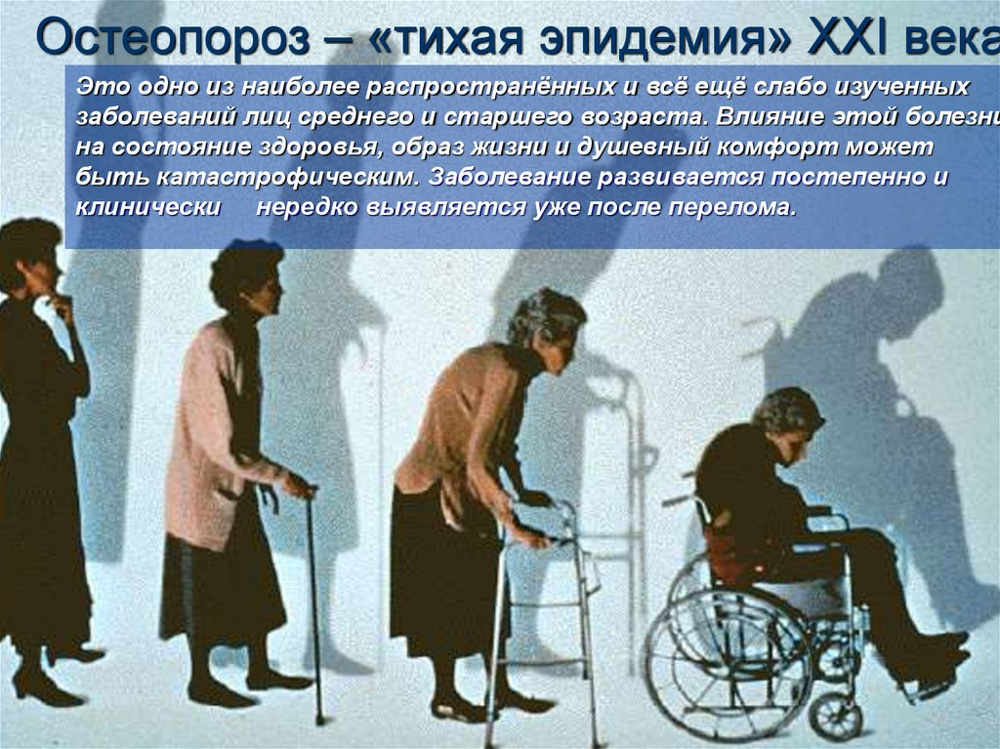 Остеопороз – «тихая эпидемия» XXI века
Это одно из наиболее распространённых и всё ещё слабо изученных
заболеваний лиц среднего и старшего возраста. Влияние этой болезни
на состояние здоровья, образ жизни и душевный комфорт может
быть катастрофическим. Заболевание развивается постепенно и
клинически нередко выявляется уже после перелома.